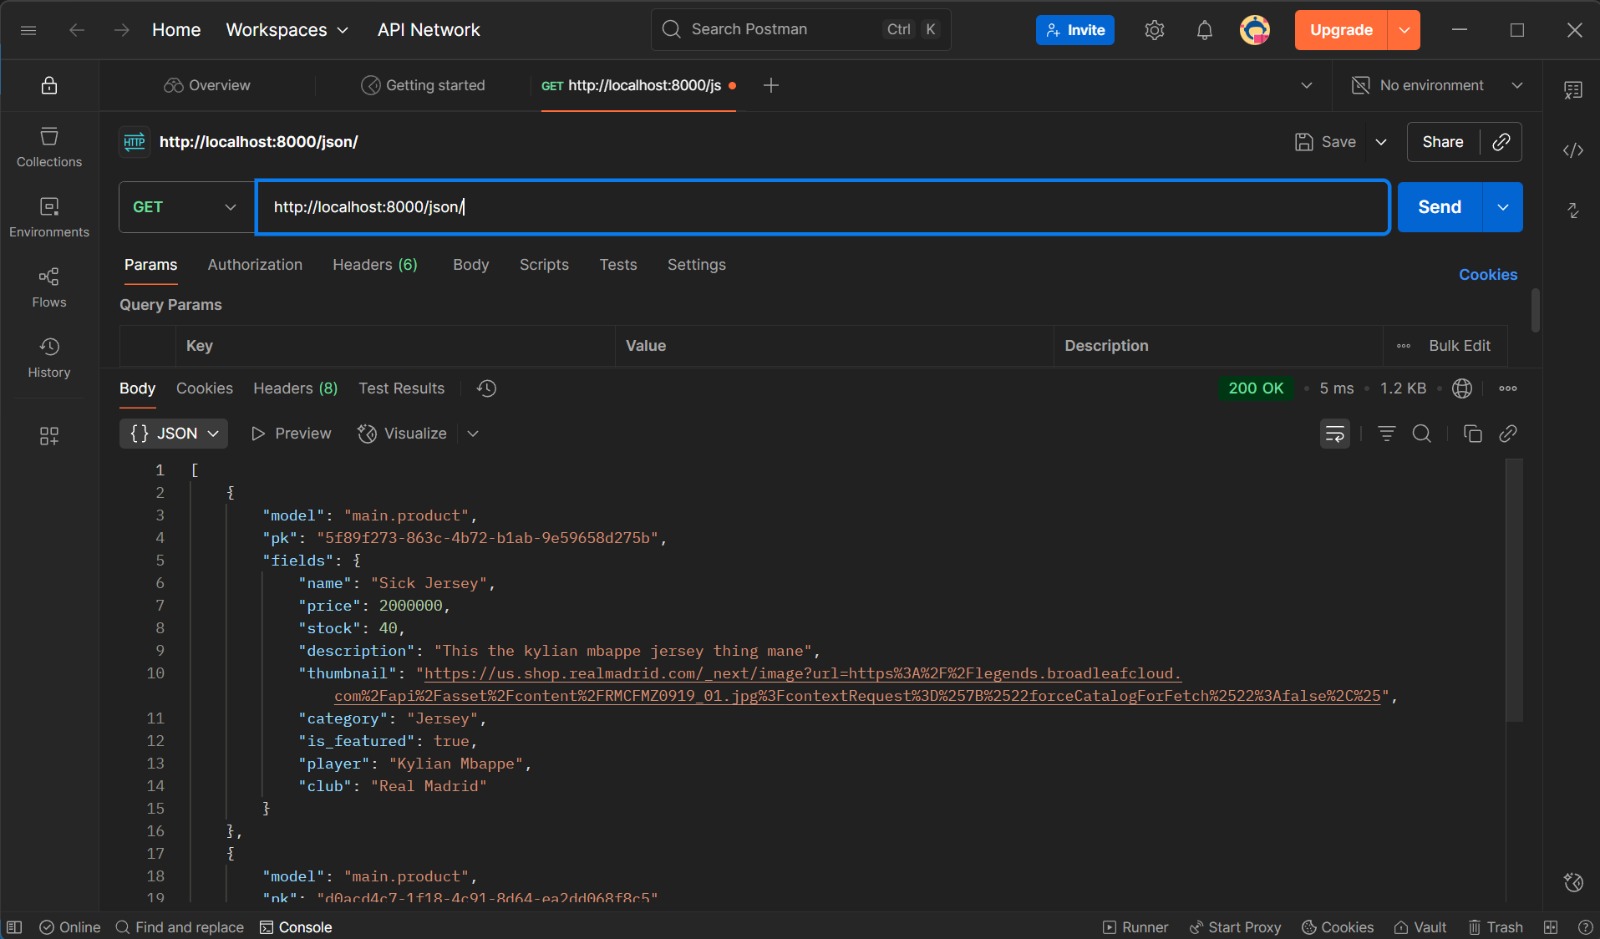 Home Workspaces API Network Search Postman Ctrl K Invite Upgrade
Overview Getting started GET http://localhost:8000/js No environment
HTTP http://localhost:8000/json/ Save Share
Collections
GET http://localhost:8000/json/ Send
Environments
Params Authorization Headers (6) Body Scripts Tests Settings Cookies
Flows
Query Params
Key Value Description Bulk Edit
History
Body Cookies Headers (8) Test Results 200 OK • 5 ms • 1.2 KB •
{} JSON Preview Visualize
1 [
2 {
3 "model": "main.product",
4 "pk": "5f89f273-863c-4b72-b1ab-9e59658d275b",
5 "fields": {
6 "name": "Sick Jersey",
7 "price": 2000000,
8 "stock": 40,
9 "description": "This the kylian mbappe jersey thing mane",
10 "thumbnail": "https://us.shop.realmadrid.com/_next/image?url=https%3A%2F%2Flegends.broadleafcloud.
com%2Fapi%2Fasset%2Fcontent%2FRMCFMZ0919_01.jpg%3FcontextRequest%3D%257B%2522forceCatalogForFetch%2522%3Afalse%2C%25",
11 "category": "Jersey",
12 "is_featured": true,
13 "player": "Kylian Mbappe",
14 "club": "Real Madrid"
15 }
16 },
17 {
18 "model": "main.product",
19 "pk": "d0acd4c7-1f18-4c91-8d64-ea2dd068f8c5"
Online Find and replace Console Runner Start Proxy Cookies Vault Trash